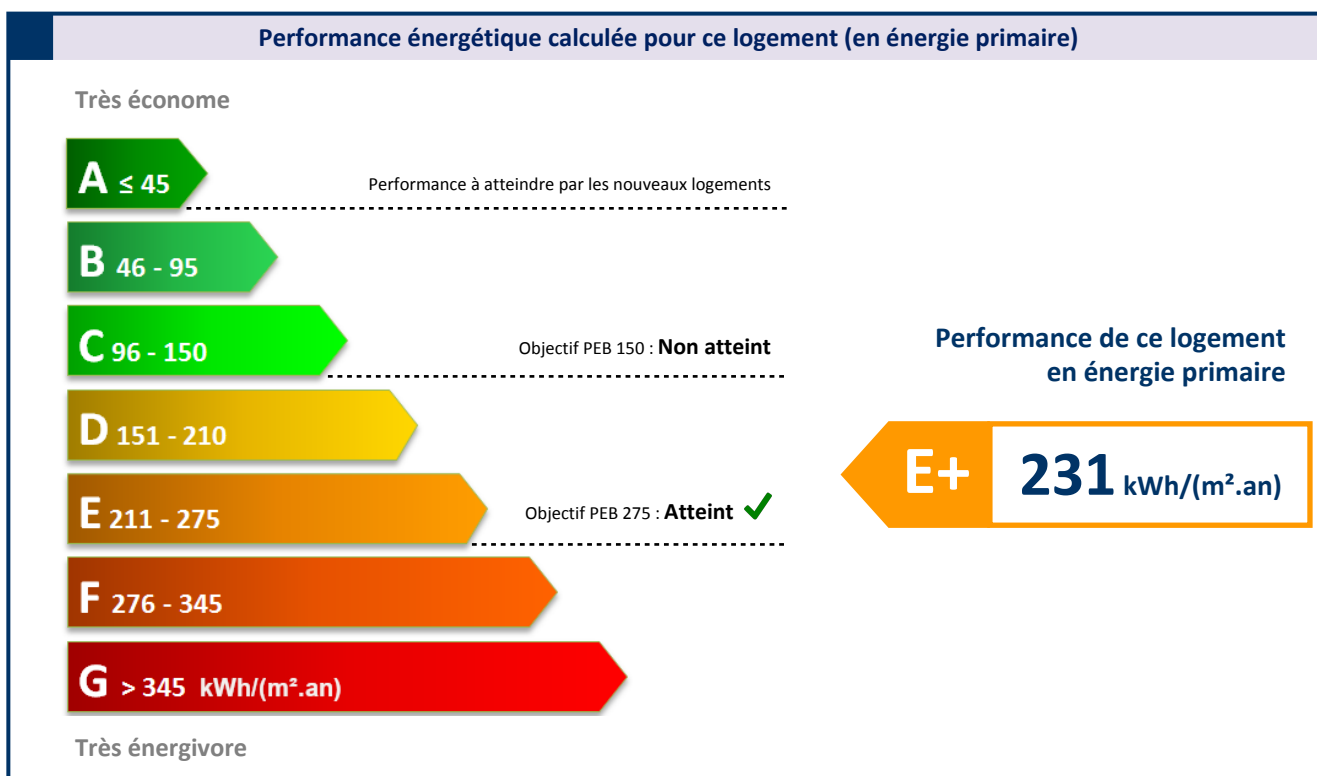 Performance énergétique calculée pour ce logement (en énergie primaire)
Très économe
A ≤ 45
Performance à atteindre par les nouveaux logements
B 46 - 95
C 96 - 150
Objectif PEB 150 : Non atteint
Performance de ce logement
en énergie primaire
D 151 - 210
E+ 231 kWh/(m².an)
E 211 - 275
Objectif PEB 275 : Atteint ✓
F 276 - 345
G > 345 kWh/(m².an)
Très énergivore